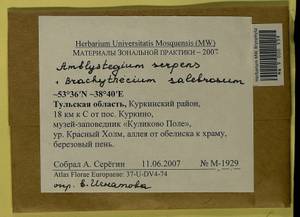 Herbarium Universitatis Mosquensis (MW)
МАТЕРИАЛЫ ЗОНАЛЬНОЙ ПРАКТИКИ – 2007
Amblystegium serpens
+ Brachythecium salebrosum
~53°36'N ~38°40'E
Тульская область, Куркинский район,
18 км к С от пос. Куркино,
музей-заповедник «Куликово Поле»,
ур. Красный Холм, аллея от обелиска к храму,
березовый пень.
Собрал А. Серёгин 11.06.2007 № M-1929
Atlas Florae Europaeae: 37-U-DV4-74
опр. Е. Игнатова